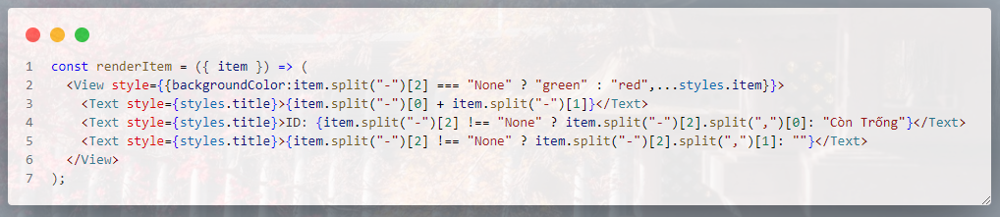 1 const renderItem = ({ item }) => (
2 <View style={{backgroundColor:item.split("-")[2] === "None" ? "green" : "red",...styles.item}}>
3 <Text style={styles.title}>{item.split("-")[0] + item.split("-")[1]}</Text>
4 <Text style={styles.title}>ID: {item.split("-")[2] !== "None" ? item.split("-")[2].split(",")[0]: "Còn Trống"}</Text>
5 <Text style={styles.title}>{item.split("-")[2] !== "None" ? item.split("-")[2].split(",")[1]: ""}</Text>
6 </View>
7 );